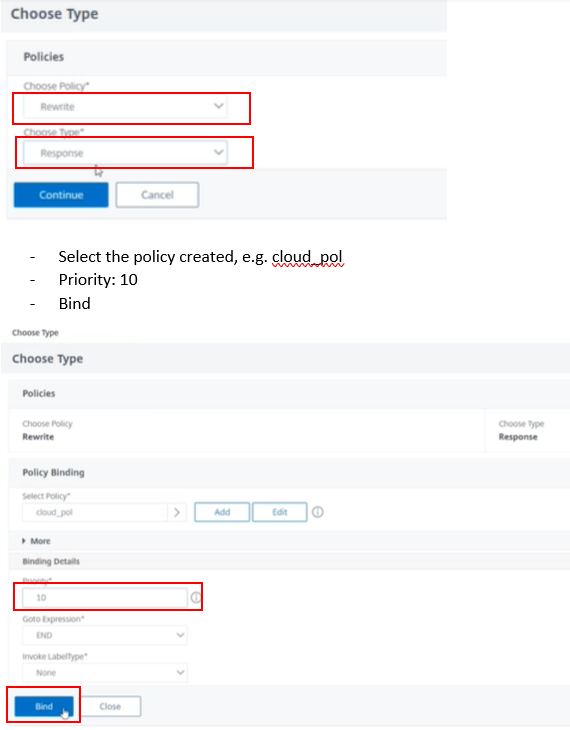 Choose Type
Policies
Choose Policy*
Rewrite
Choose Type*
Response
Continue Cancel
- Select the policy created, e.g. cloud_pol
- Priority: 10
- Bind
Choose Type
Choose Type
Policies
Choose Policy Choose Type
Rewrite Response
Policy Binding
Select Policy*
cloud_pol Add Edit
More
Binding Details
Priority*
10
Goto Expression*
END
Invoke LabelType*
None
Bind Close